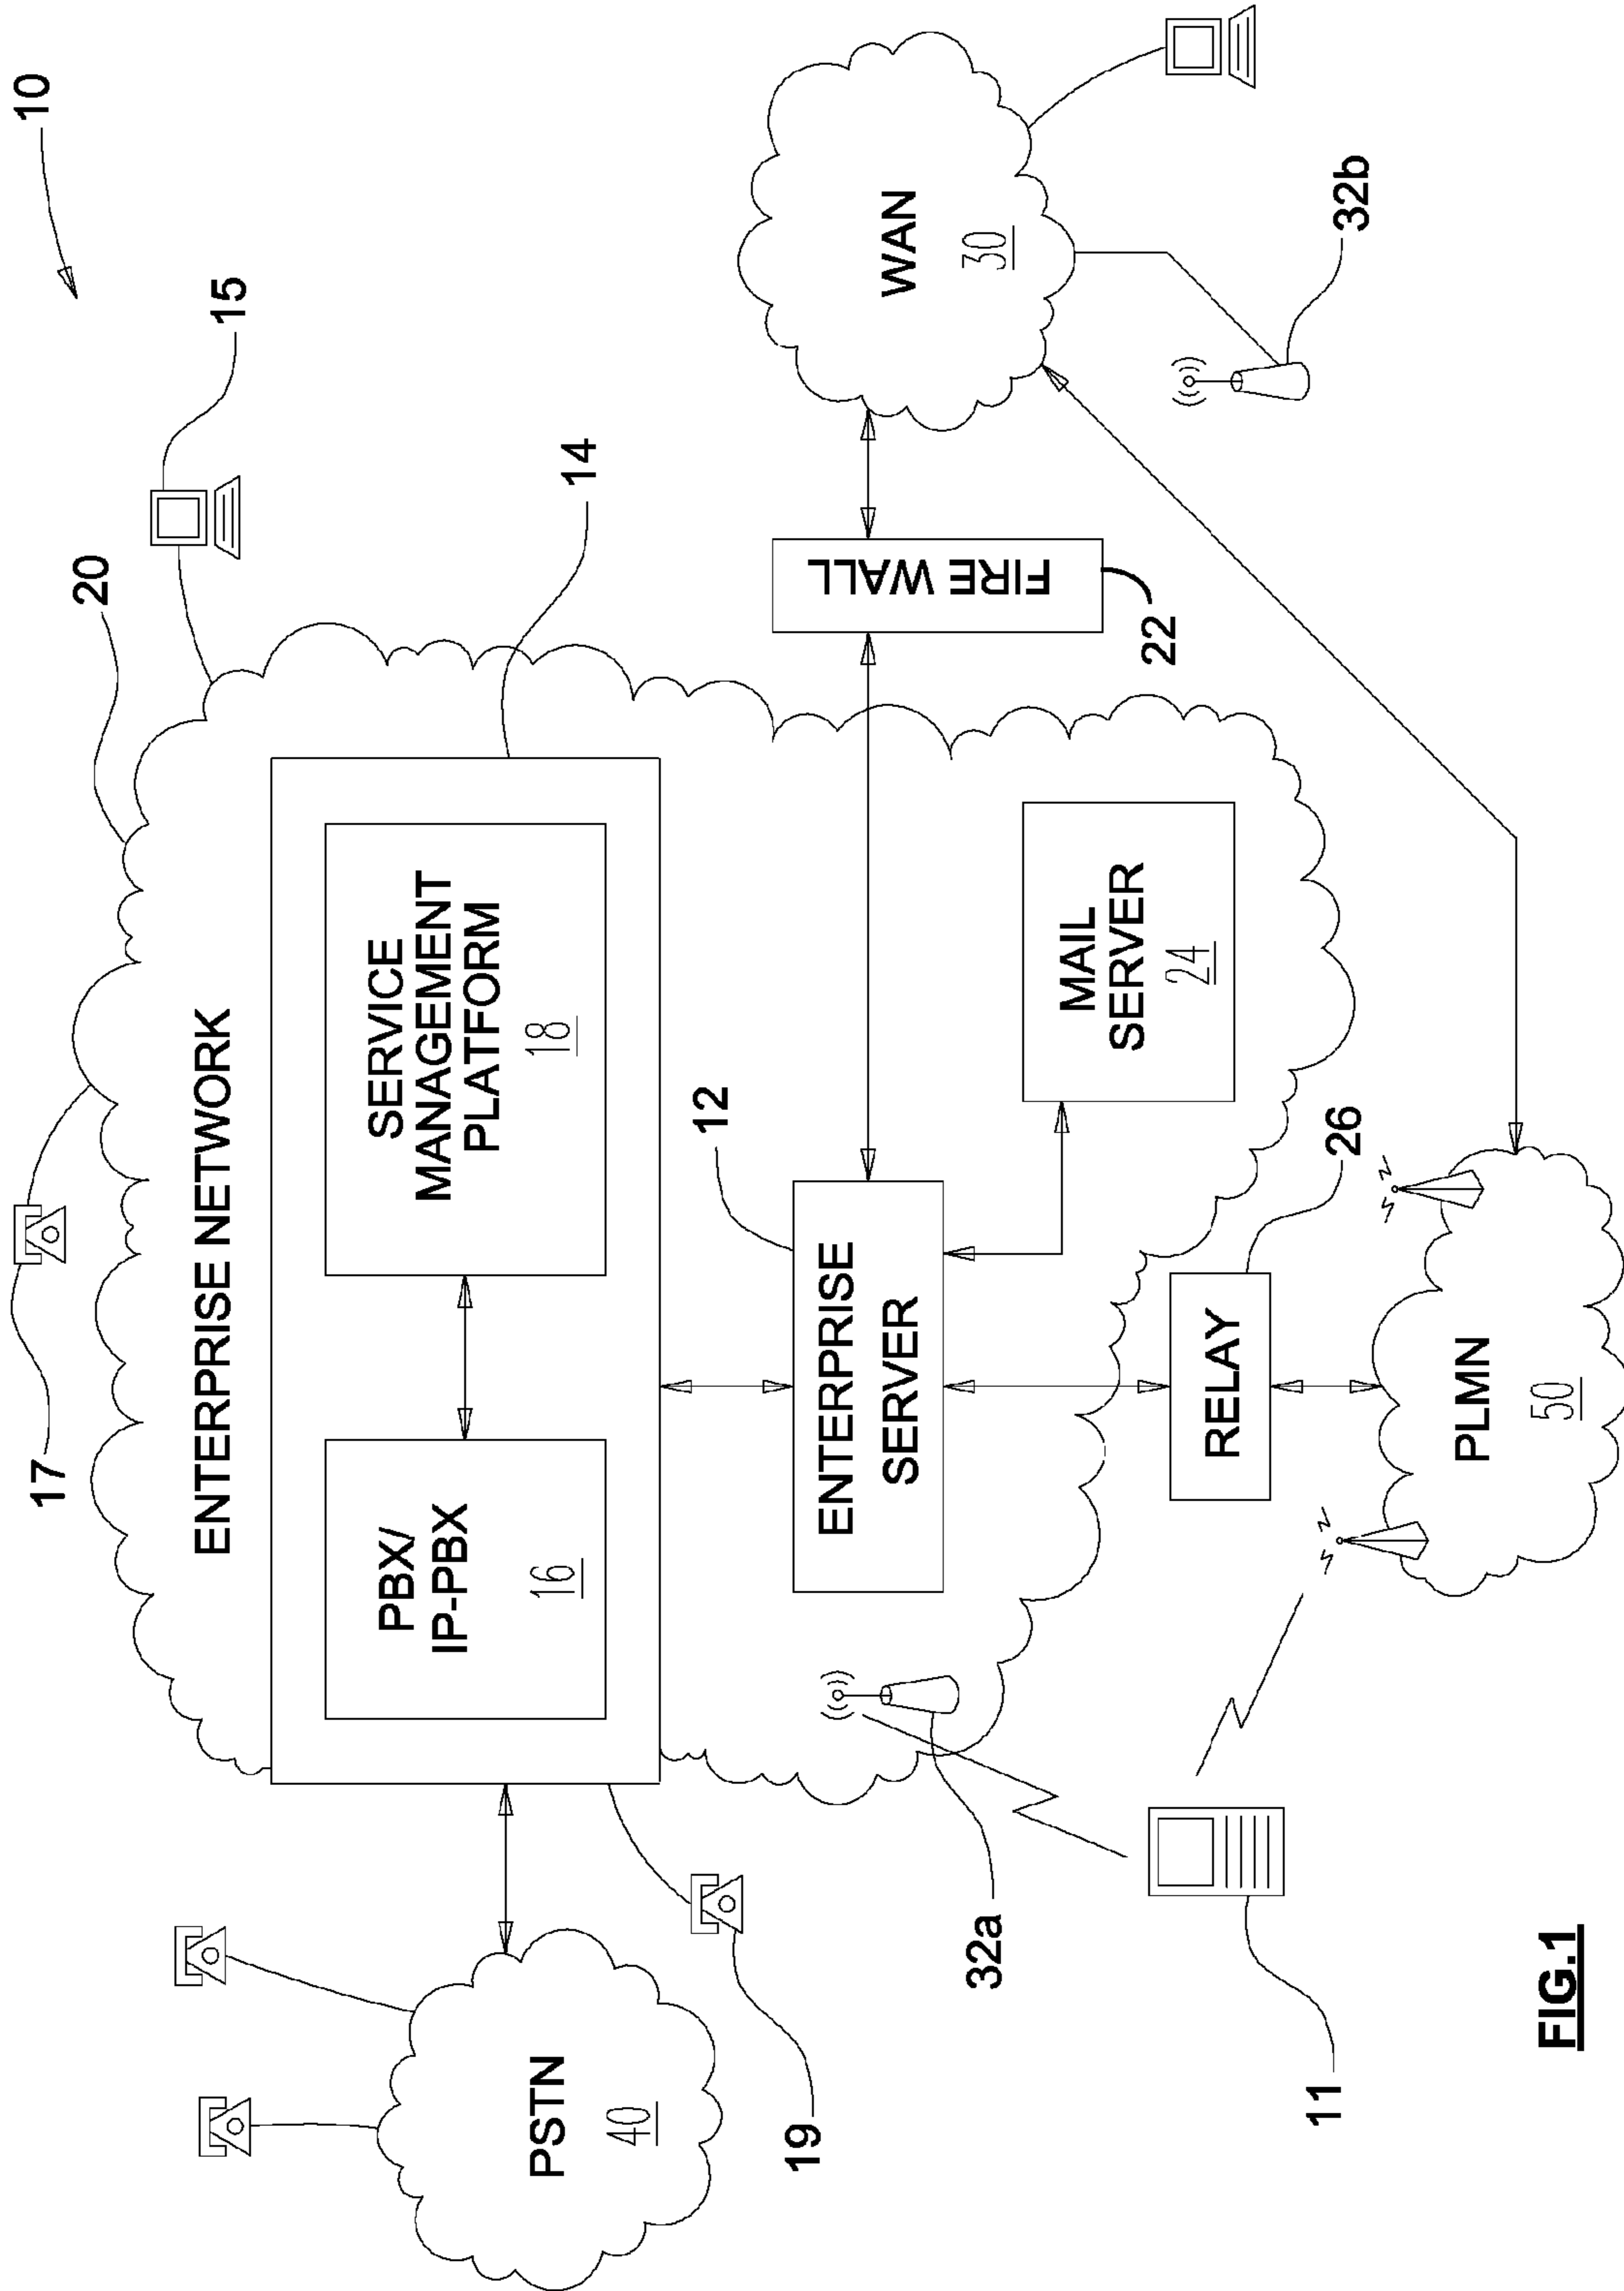 10
17
20
15
ENTERPRISE NETWORK
14
PBX/
IP-PBX
16
SERVICE
MANAGEMENT
PLATFORM
18
PSTN
40
19
12
ENTERPRISE
SERVER
FIRE WALL
22
WAN
30
32a
MAIL
SERVER
24
32b
RELAY
26
11
PLMN
50
FIG.1